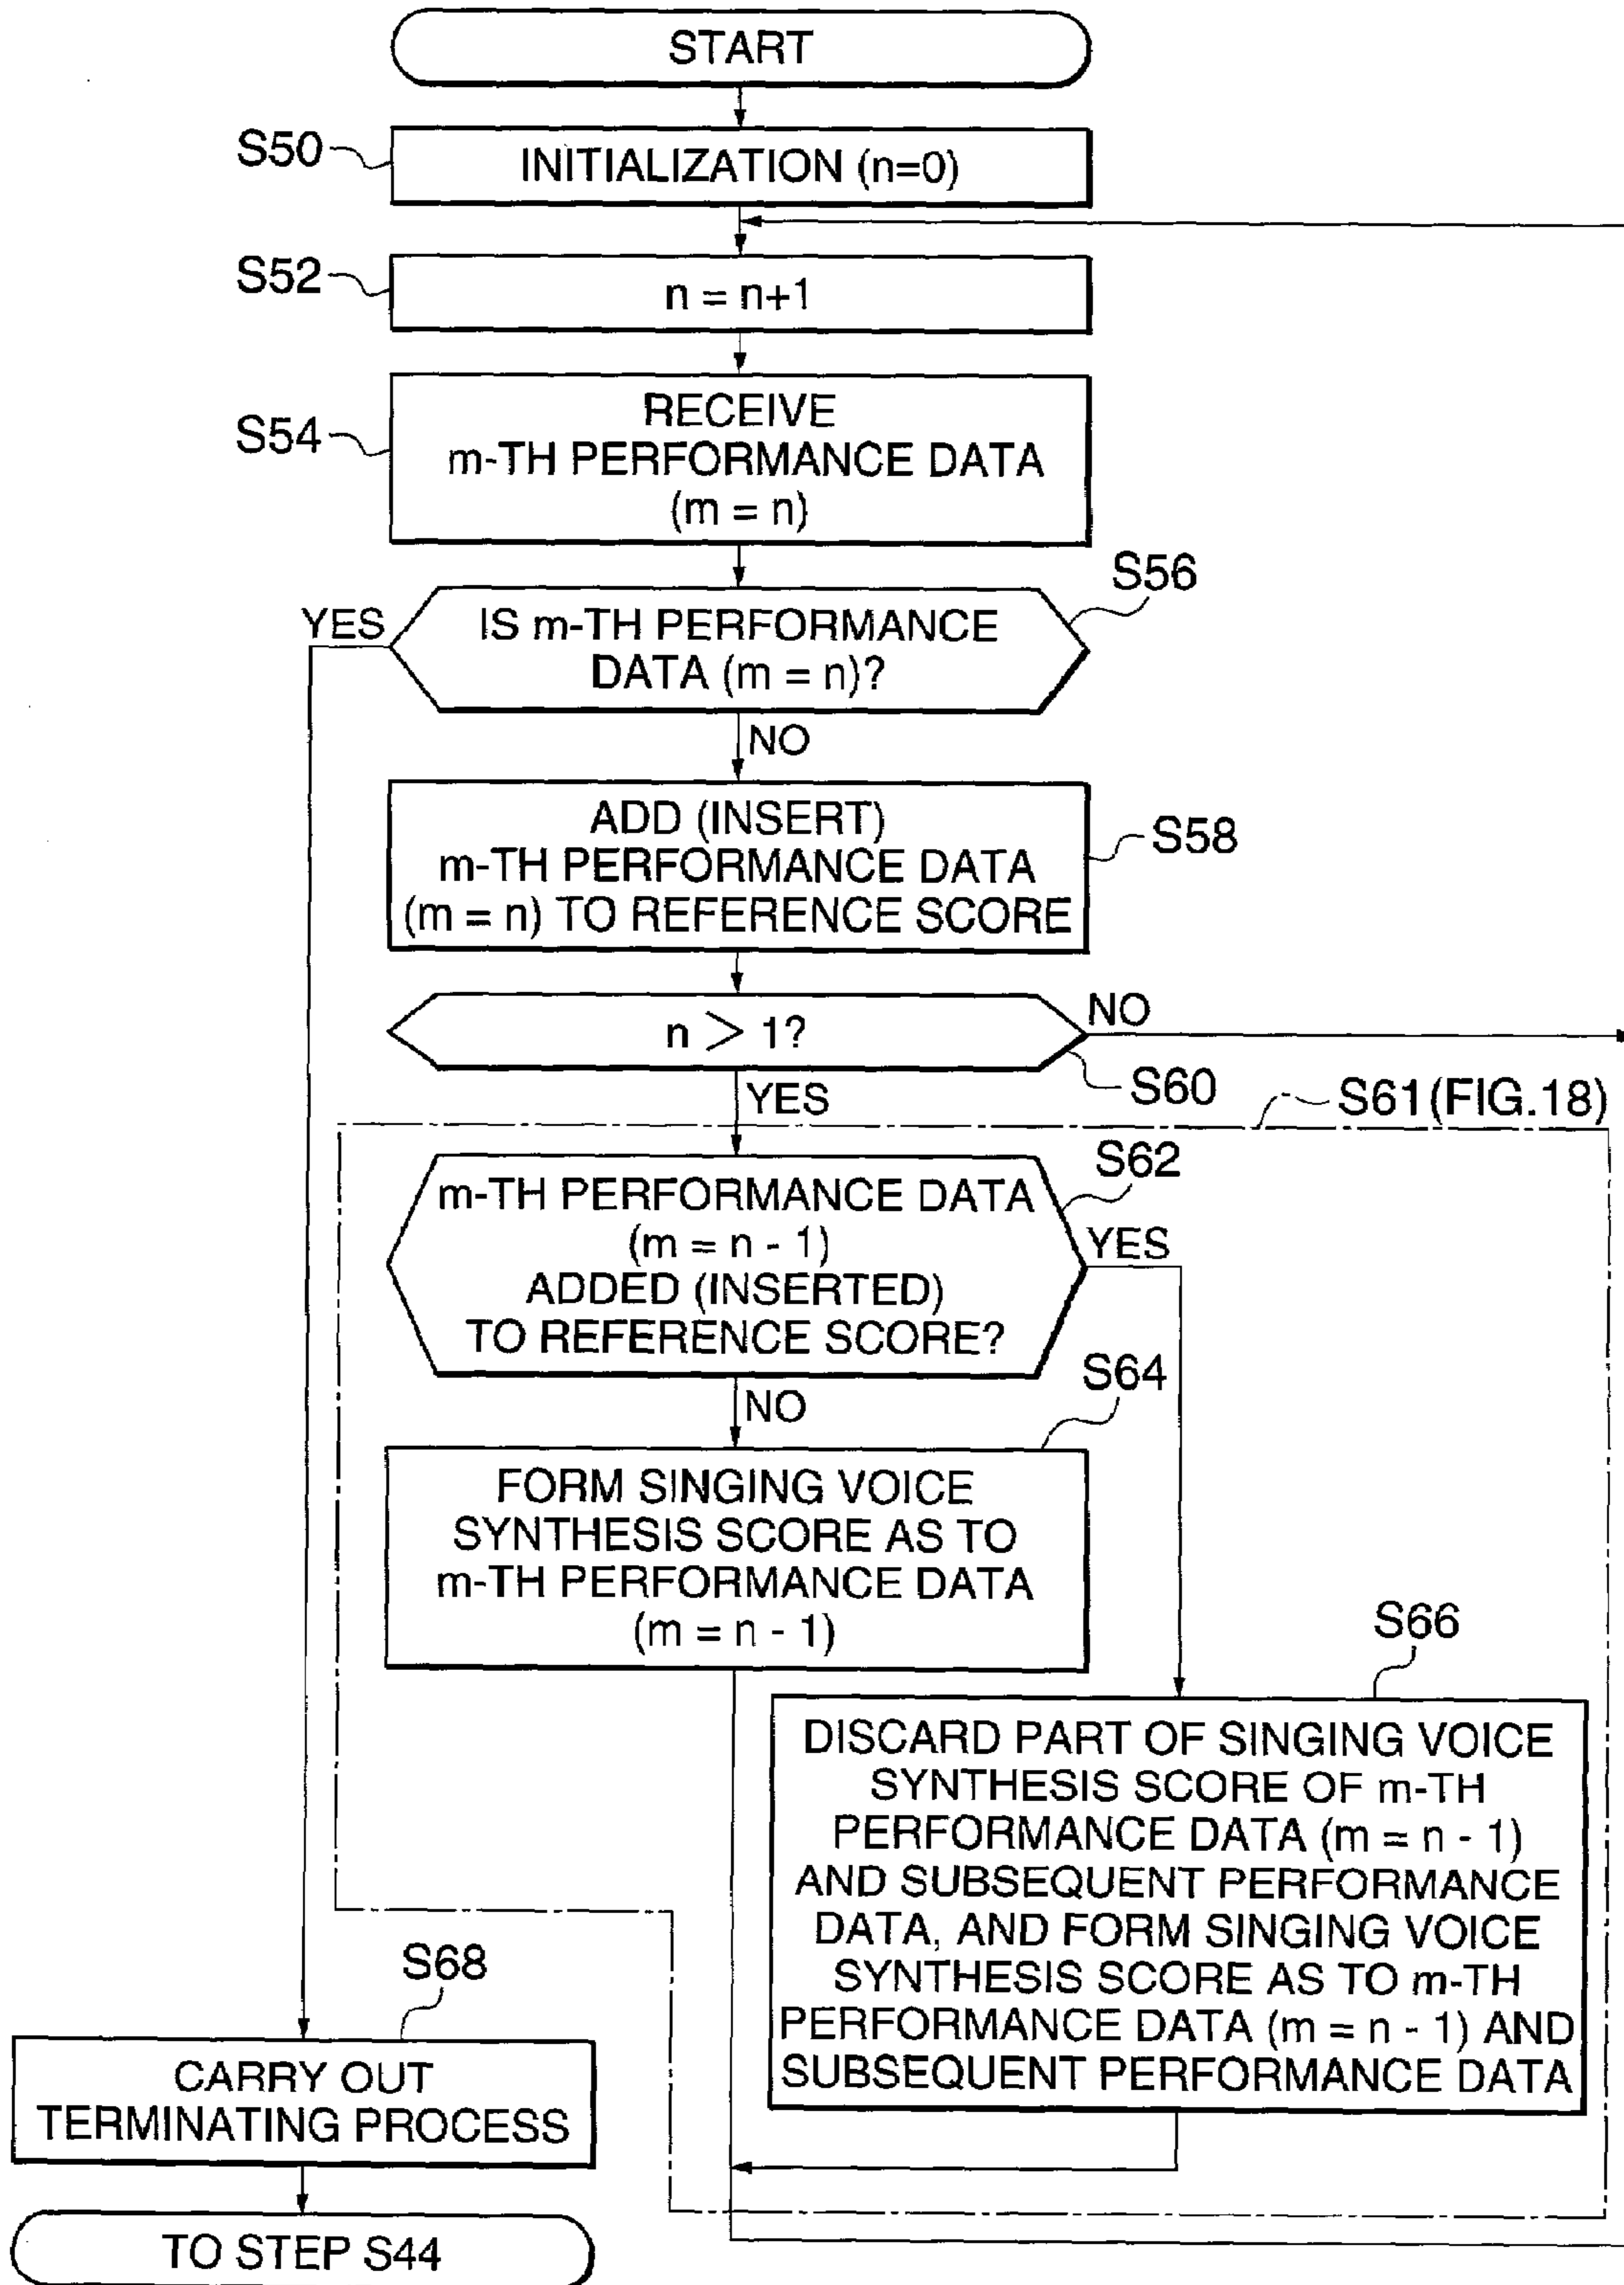 START
S50
INITIALIZATION (n=0)
S52
n = n+1
S54
RECEIVE
m-TH PERFORMANCE DATA
(m = n)
S56
YES
IS m-TH PERFORMANCE
DATA (m = n)?
NO
ADD (INSERT)
m-TH PERFORMANCE DATA
(m = n) TO REFERENCE SCORE
S58
n > 1?
NO
S60
YES
S61(FIG.18)
S62
m-TH PERFORMANCE DATA
(m = n - 1)
ADDED (INSERTED)
TO REFERENCE SCORE?
YES
NO
S64
FORM SINGING VOICE
SYNTHESIS SCORE AS TO
m-TH PERFORMANCE DATA
(m = n - 1)
S66
DISCARD PART OF SINGING VOICE
SYNTHESIS SCORE OF m-TH
PERFORMANCE DATA (m = n - 1)
AND SUBSEQUENT PERFORMANCE
DATA, AND FORM SINGING VOICE
SYNTHESIS SCORE AS TO m-TH
PERFORMANCE DATA (m = n - 1) AND
SUBSEQUENT PERFORMANCE DATA
S68
CARRY OUT
TERMINATING PROCESS
TO STEP S44